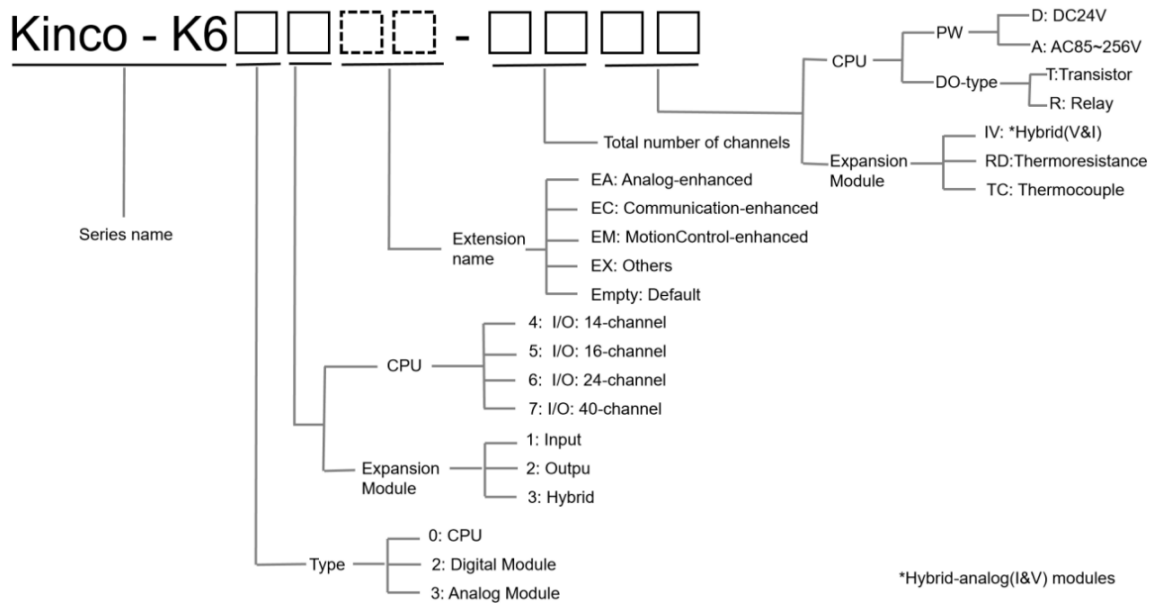 Kinco - K6 -
D: DC24V
PW
A: AC85~256V
CPU
T:Transistor
DO-type
R: Relay
IV: *Hybrid(V&I)
Total number of channels
Expansion
Module
RD:Thermoresistance
TC: Thermocouple
Series name
Extension
name
EA: Analog-enhanced
EC: Communication-enhanced
EM: MotionControl-enhanced
EX: Others
Empty: Default
CPU
4: I/O: 14-channel
5: I/O: 16-channel
6: I/O: 24-channel
7: I/O: 40-channel
Expansion
Module
1: Input
2: Outpu
3: Hybrid
Type
0: CPU
2: Digital Module
3: Analog Module
*Hybrid-analog(I&V) modules